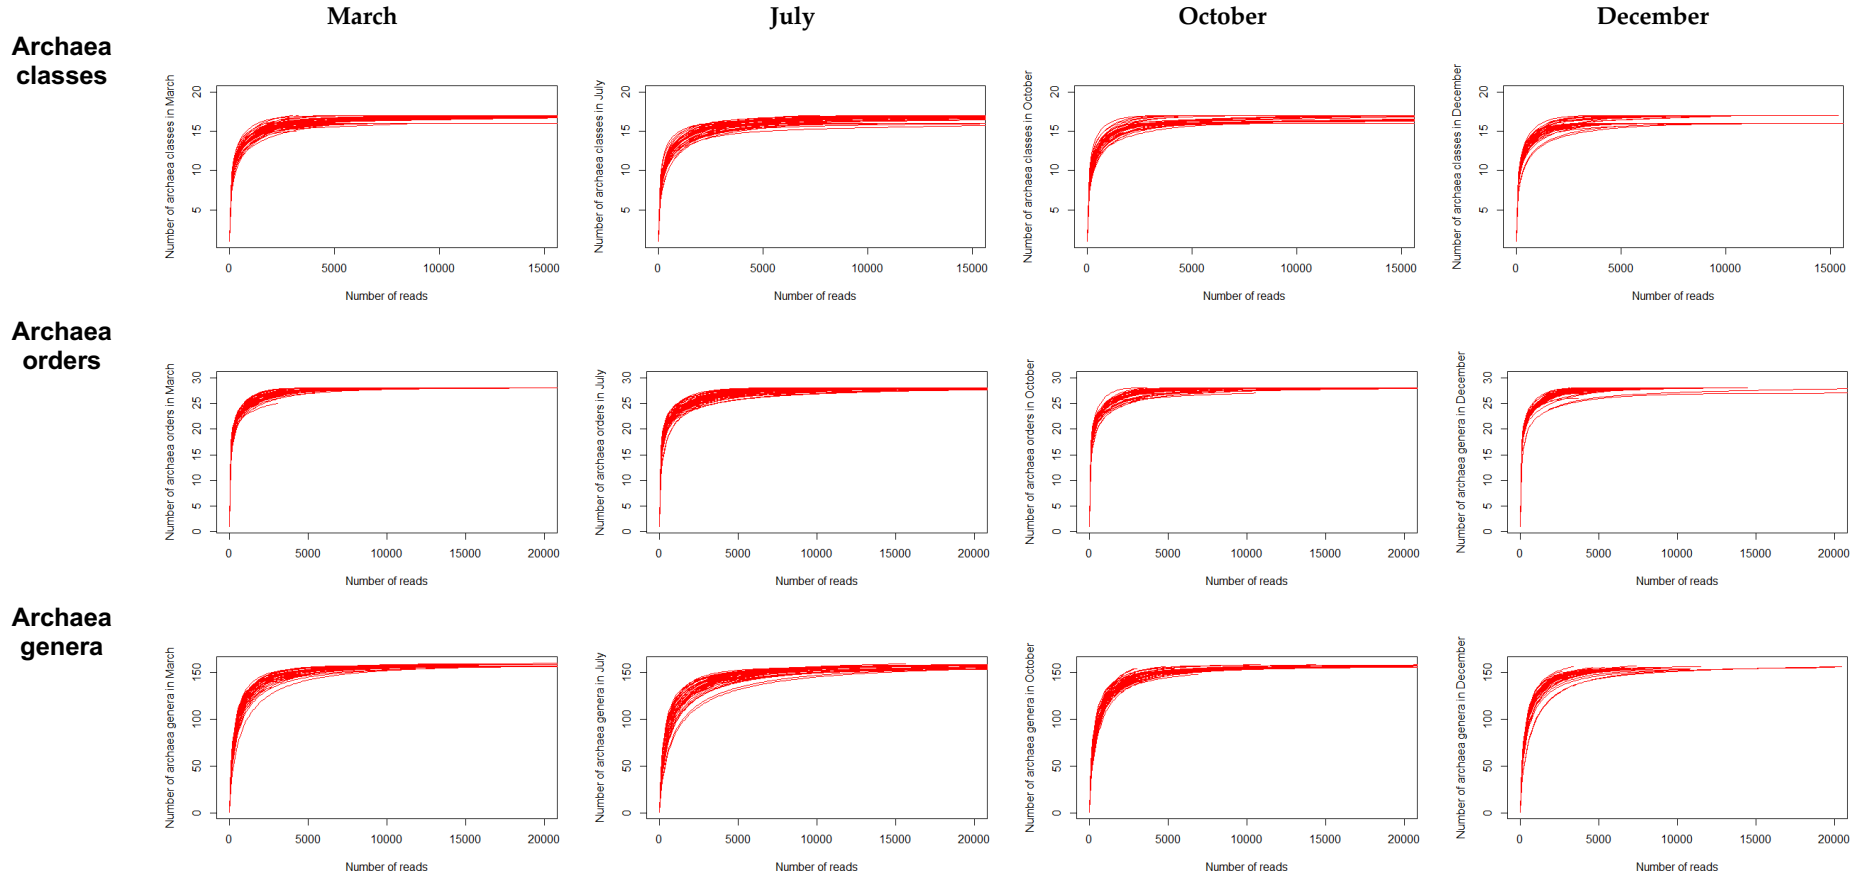 March July October December
Archaea
classes
Number of archaea classes in March
20
15
10
5
0 5000 10000 15000
Number of reads
Number of archaea classes in July
20
15
10
5
0 5000 10000 15000
Number of reads
Number of archaea classes in October
20
15
10
5
0 5000 10000 15000
Number of reads
Number of archaea classes in December
20
15
10
5
0 5000 10000 15000
Number of reads
Archaea
orders
Number of archaea orders in March
30
25
20
15
10
5
0
0 5000 10000 15000 20000
Number of reads
Number of archaea orders in July
30
25
20
15
10
5
0
0 5000 10000 15000 20000
Number of reads
Number of archaea orders in October
30
25
20
15
10
5
0
0 5000 10000 15000 20000
Number of reads
Number of archaea genera in December
30
25
20
15
10
5
0
0 5000 10000 15000 20000
Number of reads
Archaea
genera
Number of archaea genera in March
150
100
50
0
0 5000 10000 15000 20000
Number of reads
Number of archaea genera in July
150
100
50
0
0 5000 10000 15000 20000
Number of reads
Number of archaea genera in October
150
100
50
0
0 5000 10000 15000 20000
Number of reads
Number of archaea genera in December
150
100
50
0
0 5000 10000 15000 20000
Number of reads